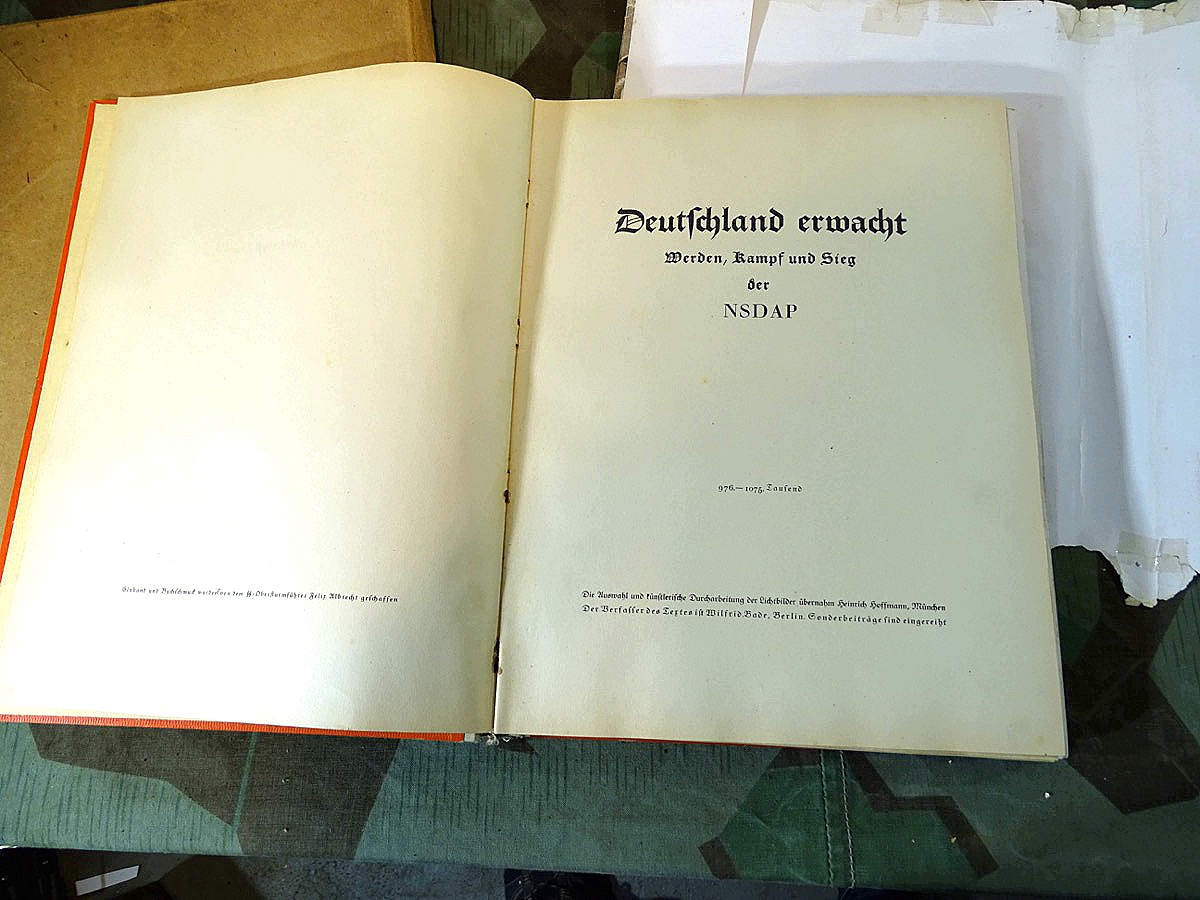 Einband und Buchschmuck wurden von dem SS-Obersturmführer Felix Albrecht geschaffen
Deutschland erwacht
Werden, Kampf und Sieg
der
NSDAP
976.—1075. Tausend
Die Auswahl und künstlerische Durcharbeitung der Lichtbilder übernahm Heinrich Hoffmann, München
Der Verfasser des Textes ist Wilfrid Bade, Berlin. Sonderbeiträge sind eingereiht